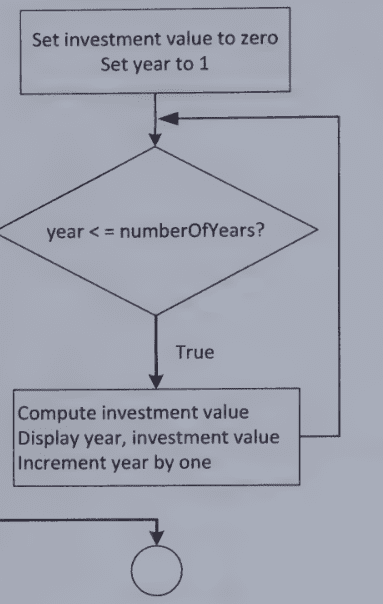 Set investment value to zero
Set year to 1
year < = numberOfYears?
True
Compute investment value
Display year, investment value
Increment year by one